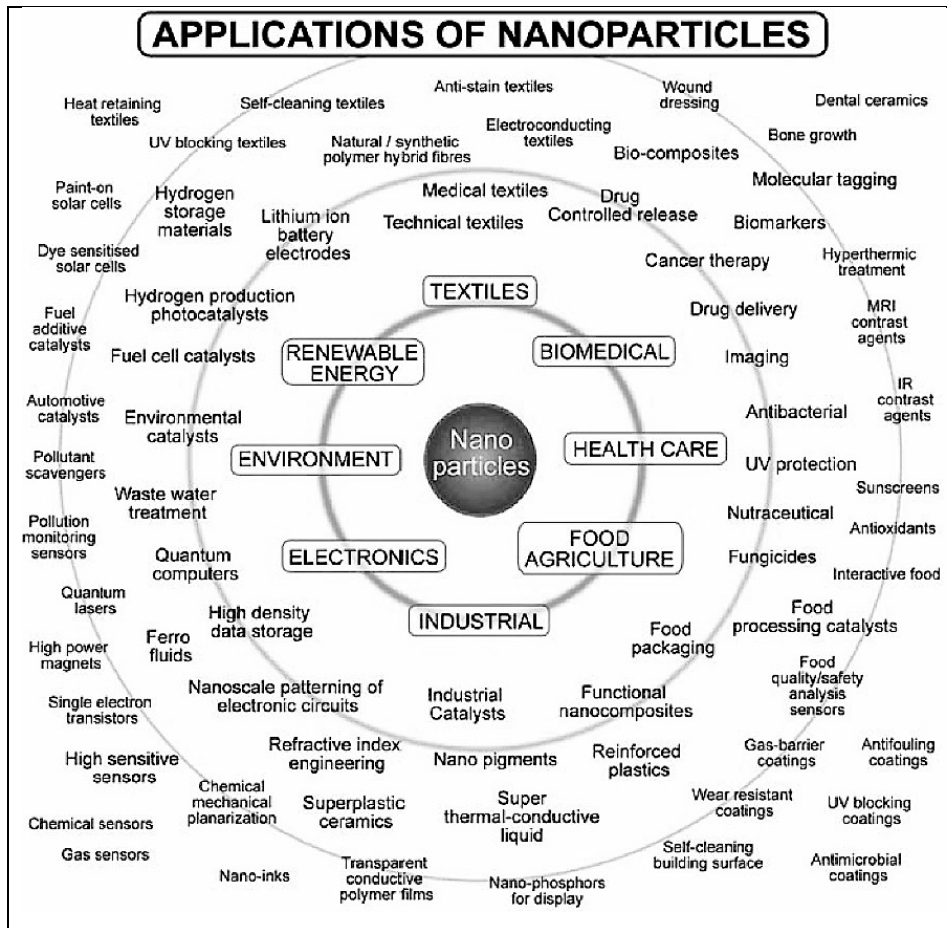 APPLICATIONS OF NANOPARTICLES
Anti-stain textiles
Wound
dressing
Dental ceramics
Heat retaining
textiles
Self-cleaning textiles
UV blocking textiles
Natural / synthetic
polymer hybrid fibres
Electroconducting
textiles
Bone growth
Bio-composites
Molecular tagging
Paint-on
solar cells
Hydrogen
storage
materials
Lithium ion
battery
electrodes
Medical textiles
Technical textiles
Drug
Controlled release
Biomarkers
Dye sensitised
solar cells
Cancer therapy
Hyperthermic
treatment
TEXTILES
Hydrogen production
photocatalysts
Drug delivery
MRI
contrast
agents
Fuel
additive
catalysts
Fuel cell catalysts
RENEWABLE
ENERGY
BIOMEDICAL
Imaging
IR
contrast
agents
Automotive
catalysts
Environmental
catalysts
Antibacterial
Nano
particles
ENVIRONMENT
HEALTH CARE
Pollutant
scavengers
UV protection
Sunscreens
Waste water
treatment
Nutraceutical
Antioxidants
Pollution
monitoring
sensors
Quantum
computers
ELECTRONICS
FOOD
AGRICULTURE
Fungicides
Interactive food
Quantum
lasers
High density
data storage
INDUSTRIAL
Food
processing catalysts
High power
magnets
Ferro
fluids
Food
packaging
Food
quality/safety
analysis
sensors
Single electron
transistors
Nanoscale patterning of
electronic circuits
Industrial
Catalysts
Functional
nanocomposites
High sensitive
sensors
Refractive index
engineering
Nano pigments
Reinforced
plastics
Gas-barrier
coatings
Antifouling
coatings
Chemical
mechanical
planarization
Superplastic
ceramics
Super
thermal-conductive
liquid
Wear resistant
coatings
UV blocking
coatings
Chemical sensors
Gas sensors
Self-cleaning
building surface
Antimicrobial
coatings
Nano-inks
Transparent
conductive
polymer films
Nano-phosphors
for display